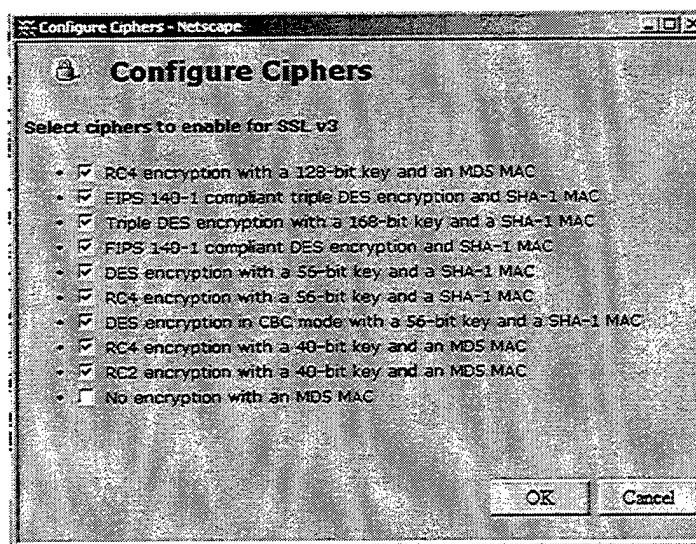 Configure Ciphers - Netscape
Configure Ciphers
Select ciphers to enable for SSL v3
RC4 encryption with a 128-bit key and an MD5 MAC
FIPS 140-1 compliant triple DES encryption and SHA-1 MAC
Triple DES encryption with a 168-bit key and a SHA-1 MAC
FIPS 140-1 compliant DES encryption and SHA-1 MAC
DES encryption with a 56-bit key and a SHA-1 MAC
RC4 encryption with a 56-bit key and a SHA-1 MAC
DES encryption in CBC mode with a 56-bit key and a SHA-1 MAC
RC4 encryption with a 40-bit key and an MD5 MAC
RC2 encryption with a 40-bit key and an MD5 MAC
No encryption with an MD5 MAC
OK Cancel